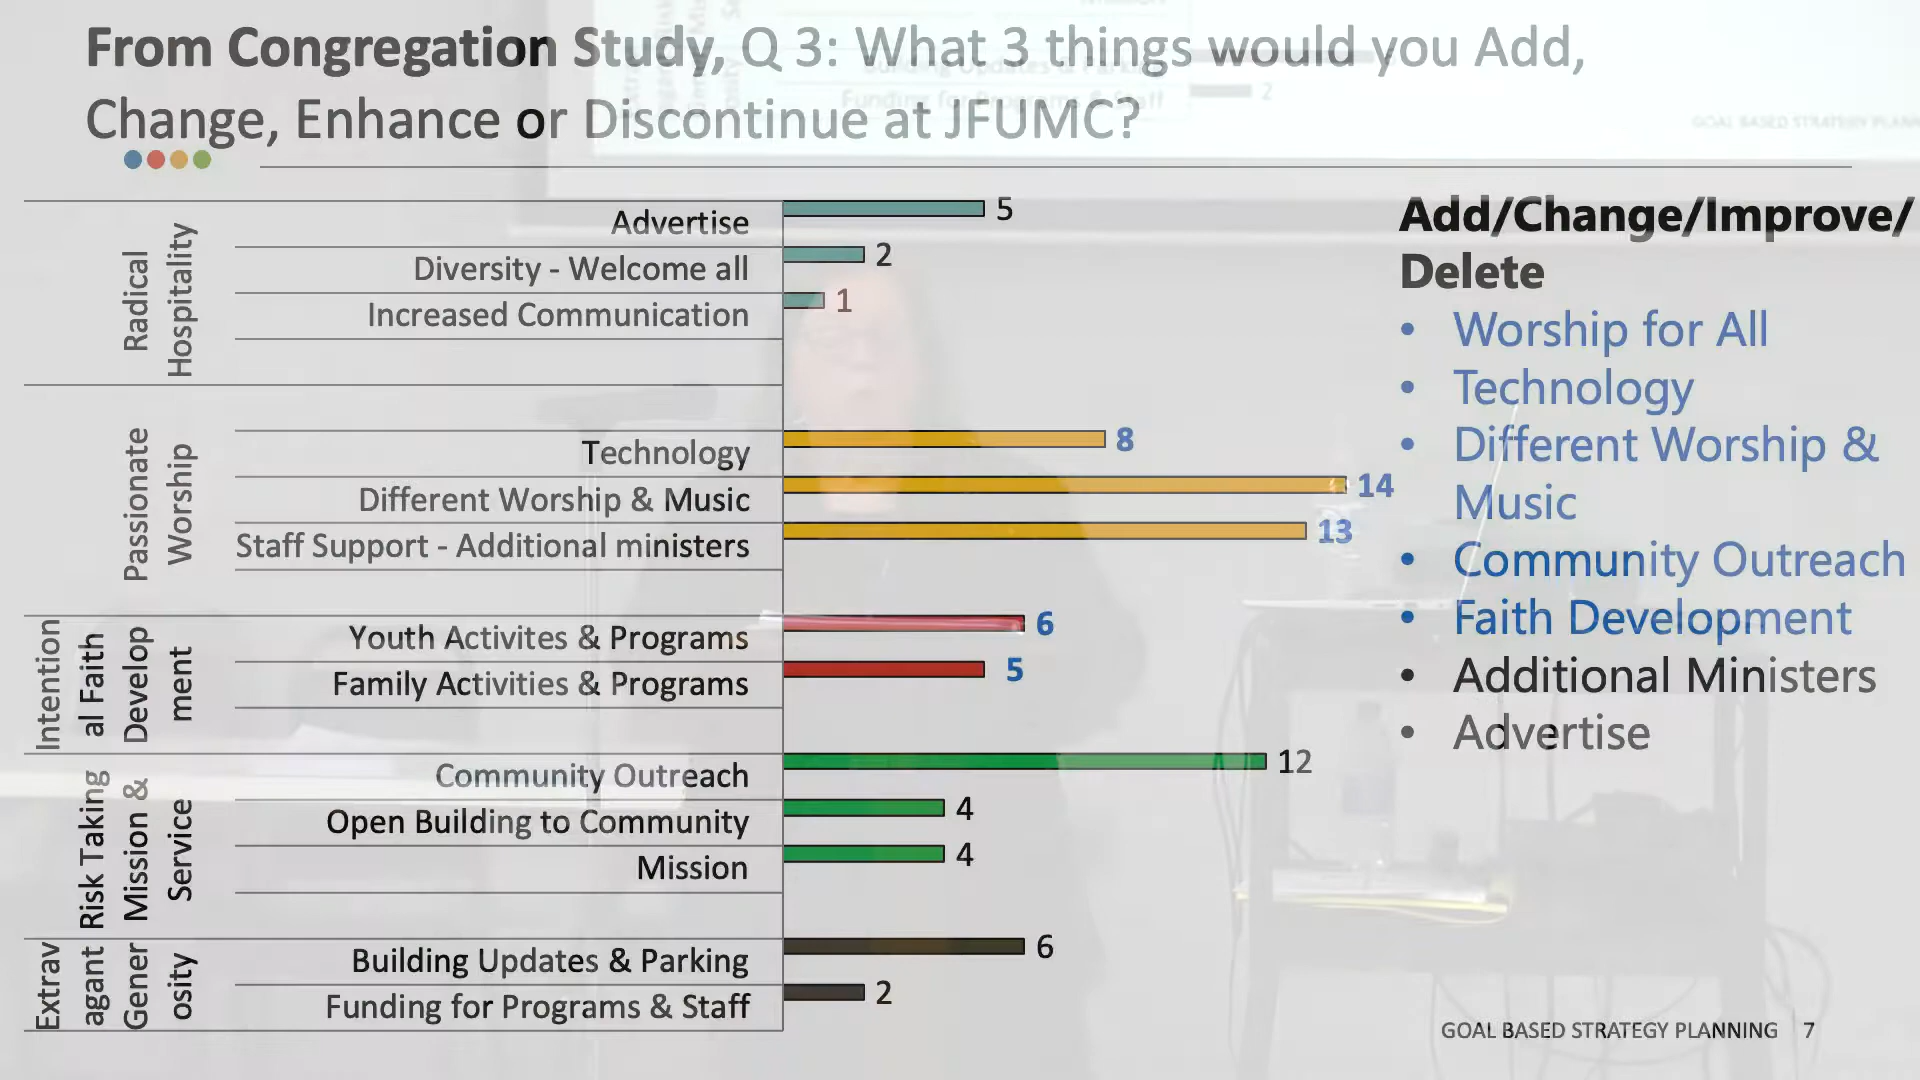 From Congregation Study, Q 3: What 3 things would you Add,
Change, Enhance or Discontinue at JFUMC?
Radical
Hospitality
Advertise 5
Diversity - Welcome all 2
Increased Communication 1
Passionate
Worship
Technology 8
Different Worship & Music 14
Staff Support - Additional ministers 13
Intention
al Faith
Develop
ment
Youth Activites & Programs 6
Family Activities & Programs 5
Risk Taking
Mission &
Service
Community Outreach 12
Open Building to Community 4
Mission 4
Extrav
agant
Gener
osity
Building Updates & Parking 6
Funding for Programs & Staff 2
Add/Change/Improve/
Delete
• Worship for All
• Technology
• Different Worship &
Music
• Community Outreach
• Faith Development
• Additional Ministers
• Advertise
GOAL BASED STRATEGY PLANNING 7
Funding for Programs & Staff 2